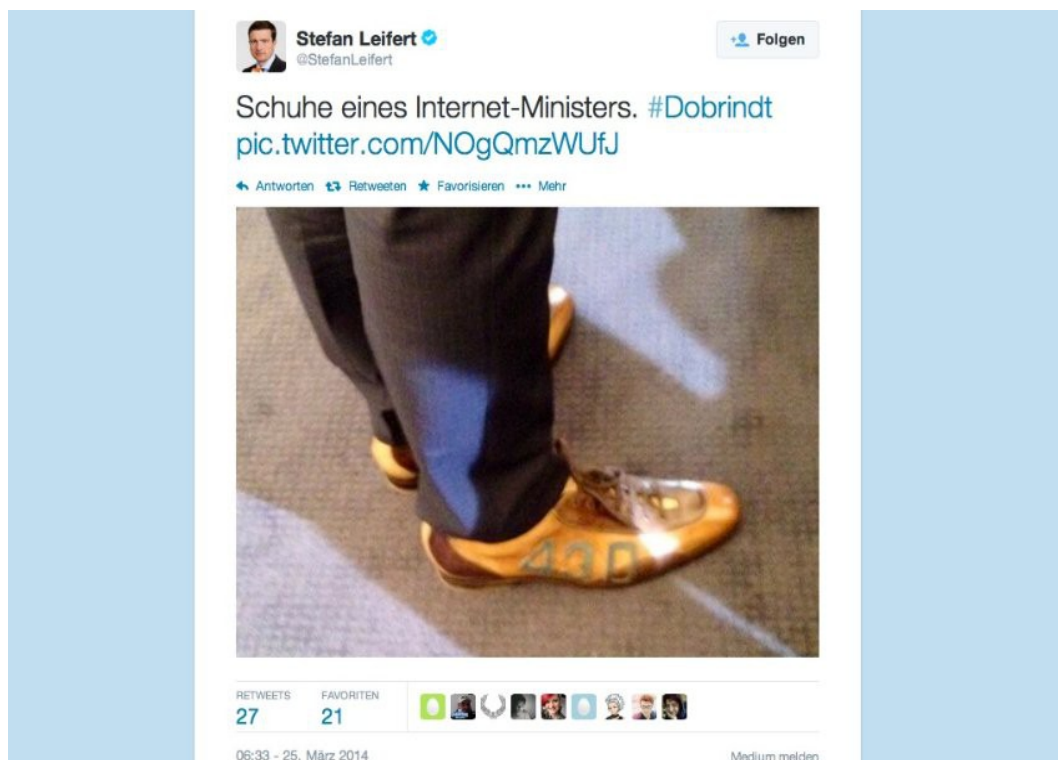 Stefan Leifert
Folgen
@StefanLeifert
Schuhe eines Internet-Ministers. #Dobrindt
pic.twitter.com/NOgQmzWUfJ
Antworten Retweeten Favorisieren Mehr
430
RETWEETS FAVORITEN
27 21
06:33 - 25. März 2014 Medium melden